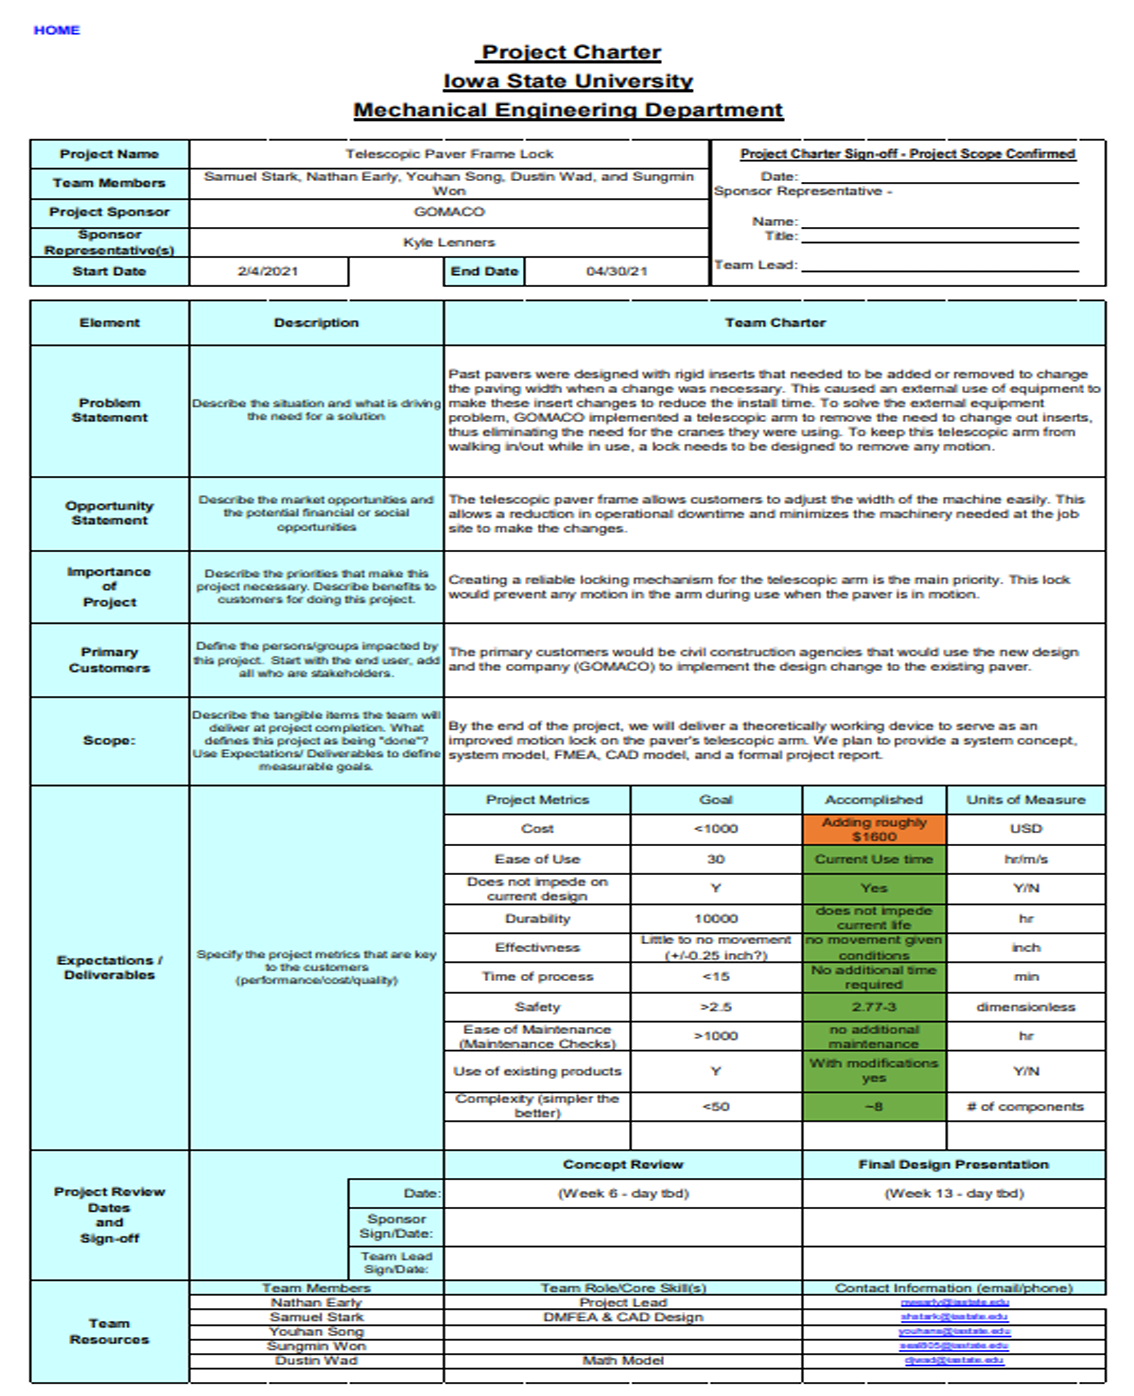 HOME
Project Charter
Iowa State University
Mechanical Engineering Department
Project Name
Telescopic Paver Frame Lock
Team Members
Samuel Stark, Nathan Early, Youhan Song, Dustin Wad, and Sungmin
Won
Project Sponsor
GOMACO
Sponsor
Representative(s)
Kyle Lenners
Start Date
2/4/2021
End Date
04/30/21
Project Charter Sign-off - Project Scope Confirmed
Date:
Sponsor Representative -
Name:
Title:
Team Lead:
Element
Description
Team Charter
Problem
Statement
Describe the situation and what is driving
the need for a solution
Past pavers were designed with rigid inserts that needed to be added or removed to change
the paving width when a change was necessary. This caused an external use of equipment to
make these insert changes to reduce the install time. To solve the external equipment
problem, GOMACO implemented a telescopic arm to remove the need to change out inserts,
thus eliminating the need for the cranes they were using. To keep this telescopic arm from
walking in/out while in use, a lock needs to be designed to remove any motion.
Opportunity
Statement
Describe the market opportunities and
the potential financial or social
opportunities
The telescopic paver frame allows customers to adjust the width of the machine easily. This
allows a reduction in operational downtime and minimizes the machinery needed at the job
site to make the changes.
Importance
of
Project
Describe the priorities that make this
project necessary. Describe benefits to
customers for doing this project.
Creating a reliable locking mechanism for the telescopic arm is the main priority. This lock
would prevent any motion in the arm during use when the paver is in motion.
Primary
Customers
Define the persons/groups impacted by
this project. Start with the end user, add
all who are stakeholders.
The primary customers would be civil construction agencies that would use the new design
and the company (GOMACO) to implement the design change to the existing paver.
Scope:
Describe the tangible items the team will
deliver at project completion. What
defines this project as being "done"?
Use Expectations/ Deliverables to define
measurable goals.
By the end of the project, we will deliver a theoretically working device to serve as an
improved motion lock on the paver's telescopic arm. We plan to provide a system concept,
system model, FMEA, CAD model, and a formal project report.
Expectations /
Deliverables
Specify the project metrics that are key
to the customers
(performance/cost/quality)
Project Metrics
Goal
Accomplished
Units of Measure
Cost
<1000
Adding roughly
$1600
USD
Ease of Use
30
Current Use time
hr/m/s
Does not impede on
current design
Y
Yes
Y/N
Durability
10000
does not impede
current life
hr
Effectivness
Little to no movement
(+/-0.25 inch?)
no movement given
conditions
inch
Time of process
<15
No additional time
required
min
Safety
>2.5
2.77-3
dimensionless
Ease of Maintenance
(Maintenance Checks)
>1000
no additional
maintenance
hr
Use of existing products
Y
With modifications
yes
Y/N
Complexity (simpler the
better)
<50
~8
# of components
Project Review
Dates
and
Sign-off
Concept Review
Final Design Presentation
Date:
(Week 6 - day tbd)
(Week 13 - day tbd)
Sponsor
Sign/Date:
Team Lead
Sign/Date:
Team
Resources
Team Members
Team Role/Core Skill(s)
Contact Information (email/phone)
Nathan Early
Project Lead
Samuel Stark
DMFEA & CAD Design
shstark@iastate.edu
Youhan Song
youhans@iastate.edu
Sungmin Won
Dustin Wad
Math Model
djwad@iastate.edu